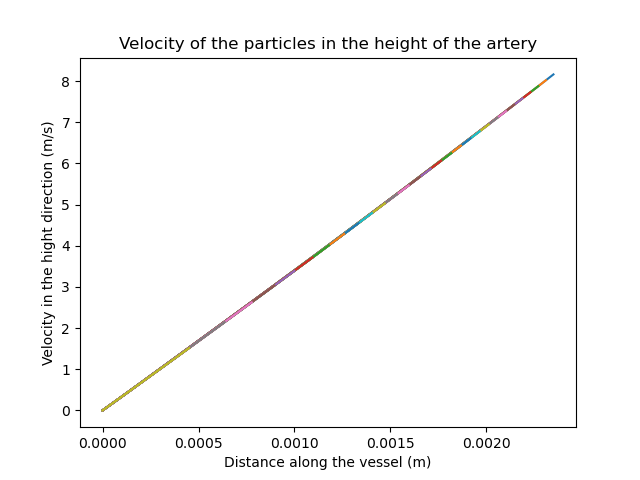 Velocity of the particles in the height of the artery
8
7
6
5
4
3
2
1
0
Velocity in the hight direction (m/s)
0.0000 0.0005 0.0010 0.0015 0.0020
Distance along the vessel (m)